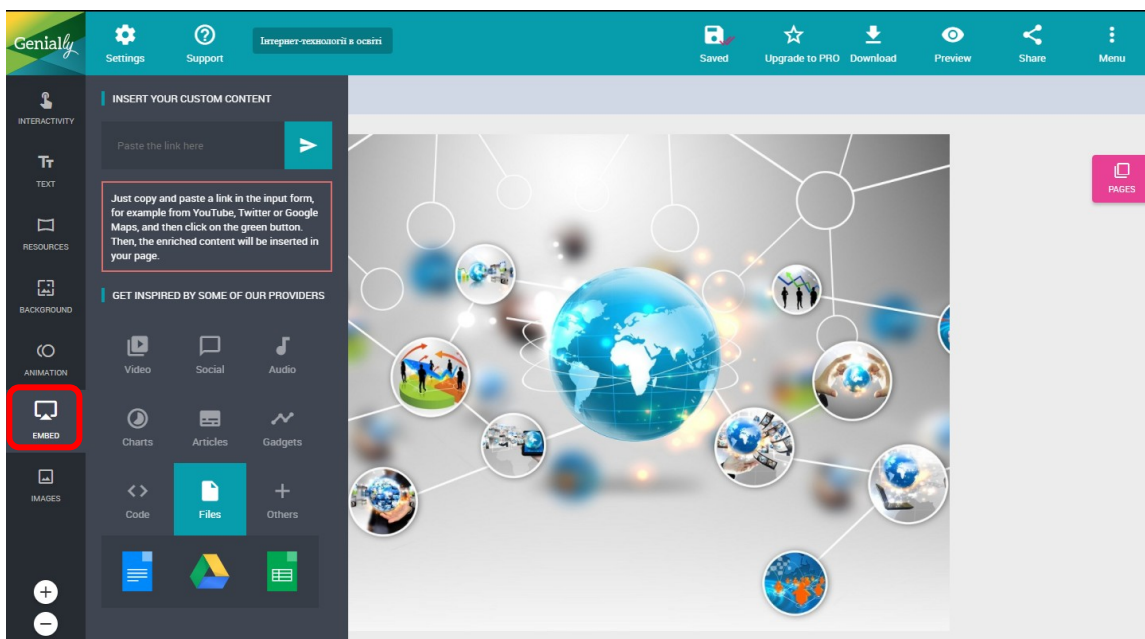 Genially
Settings
Support
Інтернет-технології в освіті
Saved
Upgrade to PRO
Download
Preview
Share
Menu
INTERACTIVITY
TEXT
RESOURCES
BACKGROUND
ANIMATION
EMBED
IMAGES
INSERT YOUR CUSTOM CONTENT
Paste the link here
Just copy and paste a link in the input form,
for example from YouTube, Twitter or Google
Maps, and then click on the green button.
Then, the enriched content will be inserted in
your page.
GET INSPIRED BY SOME OF OUR PROVIDERS
Video
Social
Audio
Charts
Articles
Gadgets
Code
Files
Others
PAGES